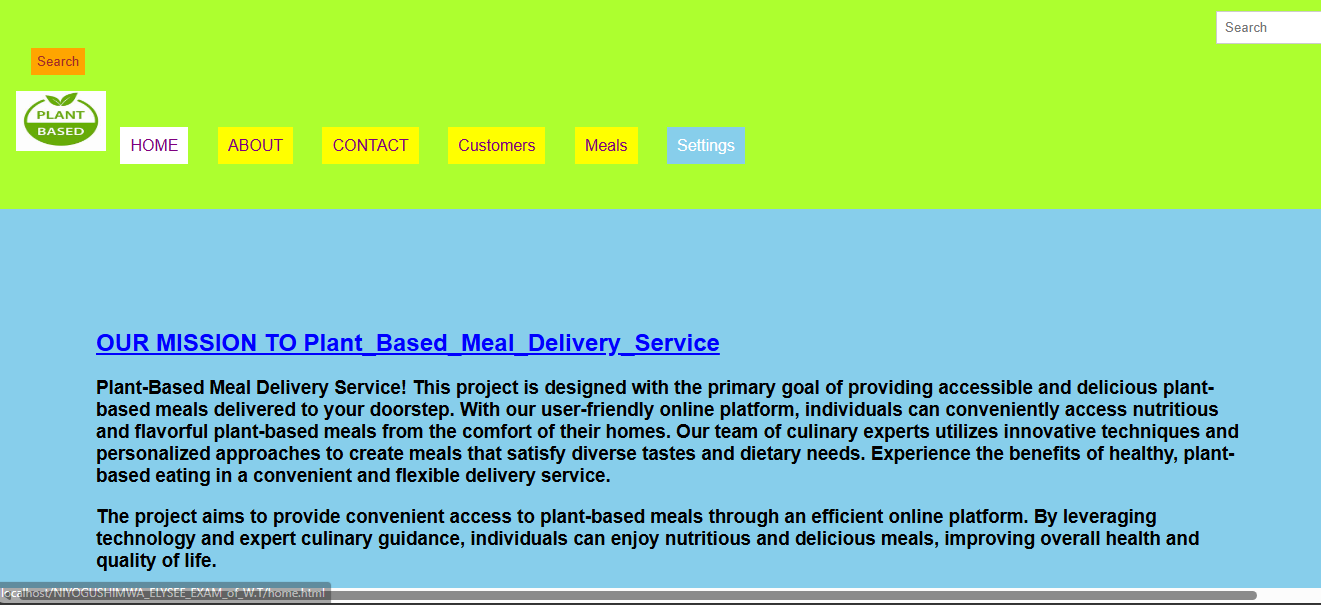 Search
Search
PLANT
BASED
HOME ABOUT CONTACT Customers Meals Settings
OUR MISSION TO Plant_Based_Meal_Delivery_Service
Plant-Based Meal Delivery Service! This project is designed with the primary goal of providing accessible and delicious plant-
based meals delivered to your doorstep. With our user-friendly online platform, individuals can conveniently access nutritious
and flavorful plant-based meals from the comfort of their homes. Our team of culinary experts utilizes innovative techniques and
personalized approaches to create meals that satisfy diverse tastes and dietary needs. Experience the benefits of healthy, plant-
based eating in a convenient and flexible delivery service.
The project aims to provide convenient access to plant-based meals through an efficient online platform. By leveraging
technology and expert culinary guidance, individuals can enjoy nutritious and delicious meals, improving overall health and
quality of life.
localhost/NIYOGUSHIMWA_ELYSEE_EXAM_of_W.T/home.html